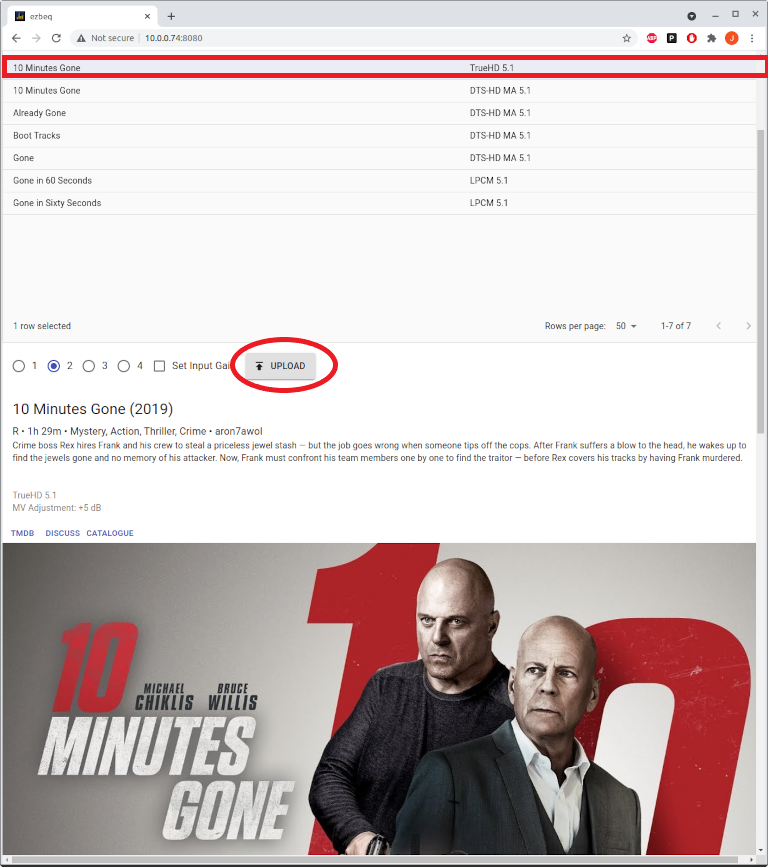 ezbeq
Not secure | 10.0.0.74:8080
ABP P J
10 Minutes Gone TrueHD 5.1
10 Minutes Gone DTS-HD MA 5.1
Already Gone DTS-HD MA 5.1
Boot Tracks DTS-HD MA 5.1
Gone DTS-HD MA 5.1
Gone in 60 Seconds LPCM 5.1
Gone in Sixty Seconds LPCM 5.1
1 row selected Rows per page: 50 1-7 of 7
1 2 3 4 Set Input Gai UPLOAD
10 Minutes Gone (2019)
R • 1h 29m • Mystery, Action, Thriller, Crime • aron7awol
Crime boss Rex hires Frank and his crew to steal a priceless jewel stash — but the job goes wrong when someone tips off the cops. After Frank suffers a blow to the head, he wakes up to
find the jewels gone and no memory of his attacker. Now, Frank must confront his team members one by one to find the traitor — before Rex covers his tracks by having Frank murdered.
TrueHD 5.1
MV Adjustment: +5 dB
TMDB DISCUSS CATALOGUE
10
10
MICHAEL BRUCE
CHIKLIS WILLIS
MINUTES
GONE